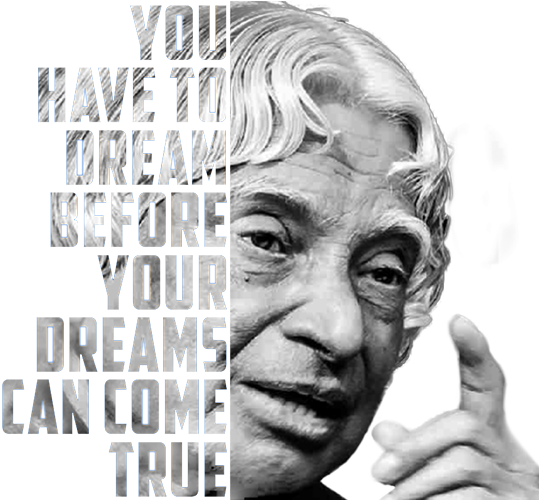 YOU
HAVE TO
DREAM
BEFORE
YOUR
DREAMS
CAN COME
TRUE